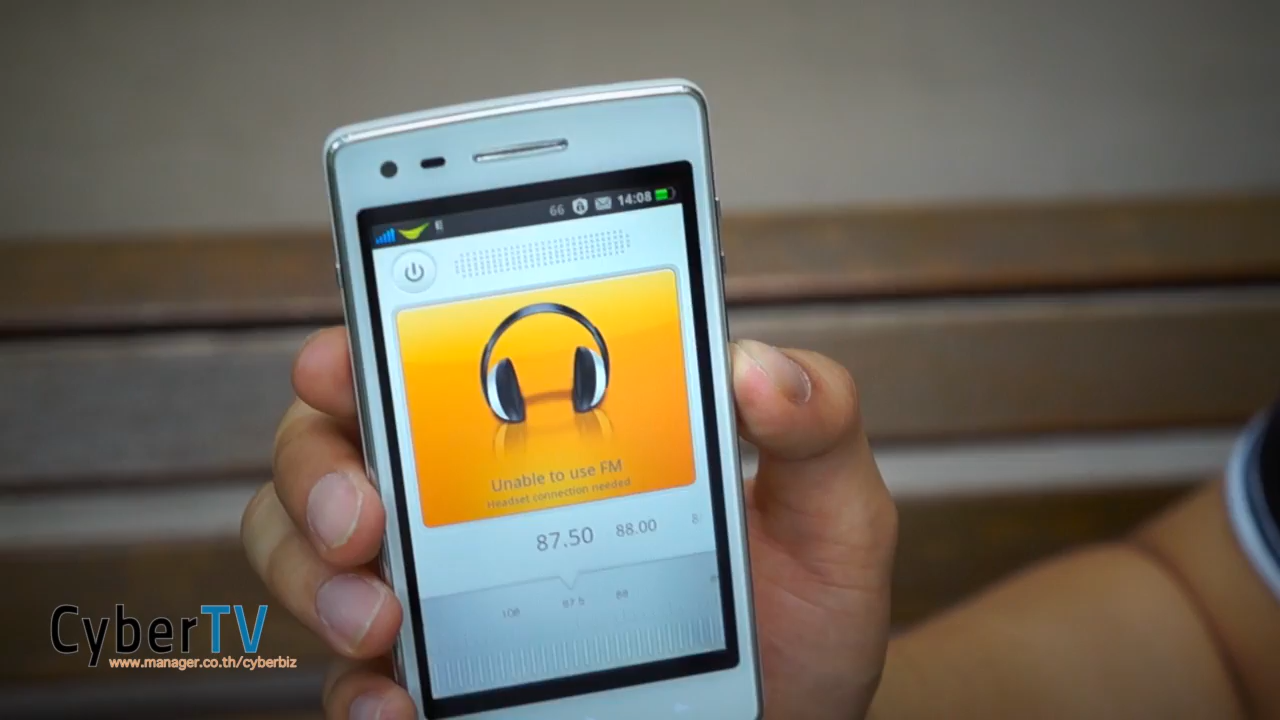 66 14:08
Unable to use FM
Headset connection needed
87.50 88.00
108 87.5 88
CyberTV
www.manager.co.th/cyberbiz